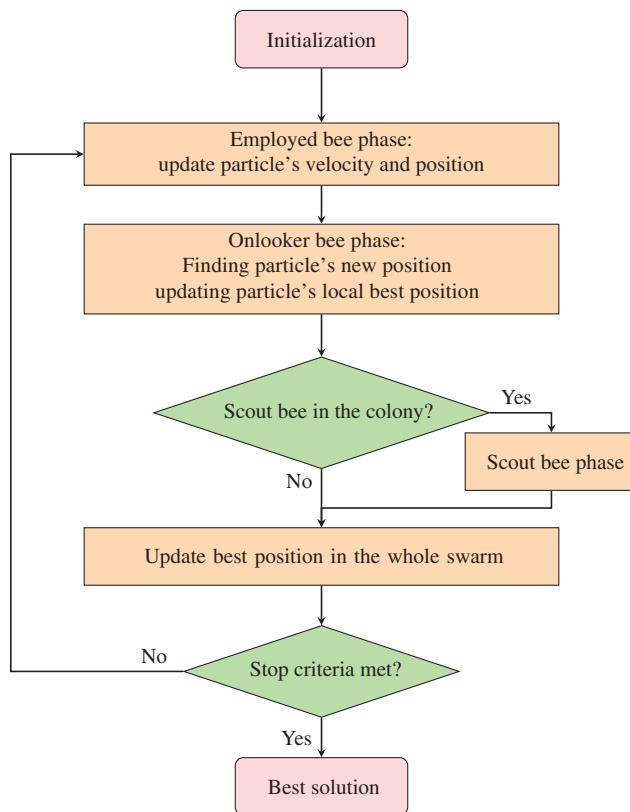 Initialization
Employed bee phase:
update particle's velocity and position
Onlooker bee phase:
Finding particle's new position
updating particle's local best position
Scout bee in the colony?
Yes
Scout bee phase
No
Update best position in the whole swarm
No
Stop criteria met?
Yes
Best solution